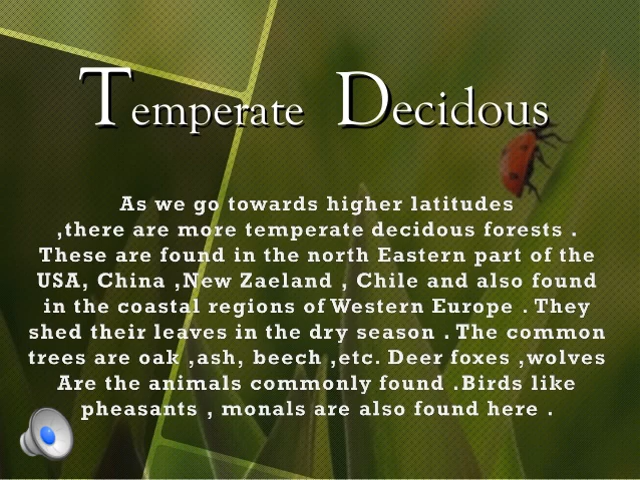 Temperate Decidous
As we go towards higher latitudes
,there are more temperate decidous forests .
These are found in the north Eastern part of the
USA, China ,New Zaeland , Chile and also found
in the coastal regions of Western Europe . They
shed their leaves in the dry season . The common
trees are oak ,ash, beech ,etc. Deer foxes ,wolves
Are the animals commonly found .Birds like
pheasants , monals are also found here .